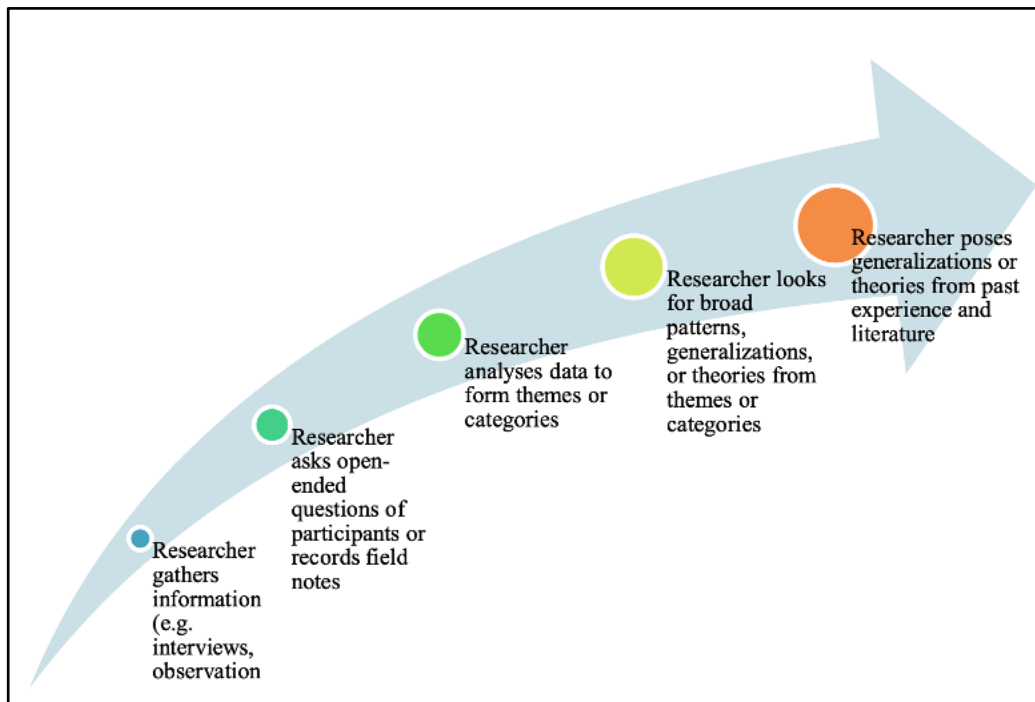 Researcher
gathers
information
(e.g.
interviews,
observation
Researcher
asks open-
ended
questions of
participants or
records field
notes
Researcher
analyses data to
form themes or
categories
Researcher looks
for broad
patterns,
generalizations,
or theories from
themes or
categories
Researcher poses
generalizations or
theories from past
experience and
literature